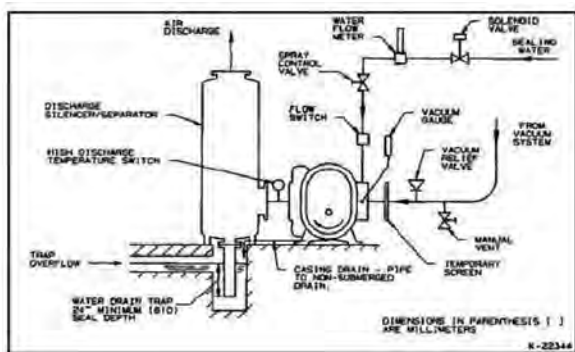 AIR
DISCHARGE
WATER
FLOW
METER
SOLENOID
VALVE
SEALING
WATER
SPRAY
CONTROL
VALVE
DISCHARGE
SILENCER/SEPARATOR
FLOW
SWITCH
VACUUM
GAUGE
FROM
VACUUM
SYSTEM
HIGH DISCHARGE
TEMPERATURE SWITCH
VACUUM
RELIEF
VALVE
MANUAL
VENT
TRAP
OVERFLOW
CASING DRAIN - PIPE
TO NON-SUBMERGED
DRAIN.
TEMPORARY
SCREEN
WATER DRAIN TRAP
24" MINIMUM (610)
SEAL DEPTH
DIMENSIONS IN PARENTHESIS [ ]
ARE MILLIMETERS
K-22344